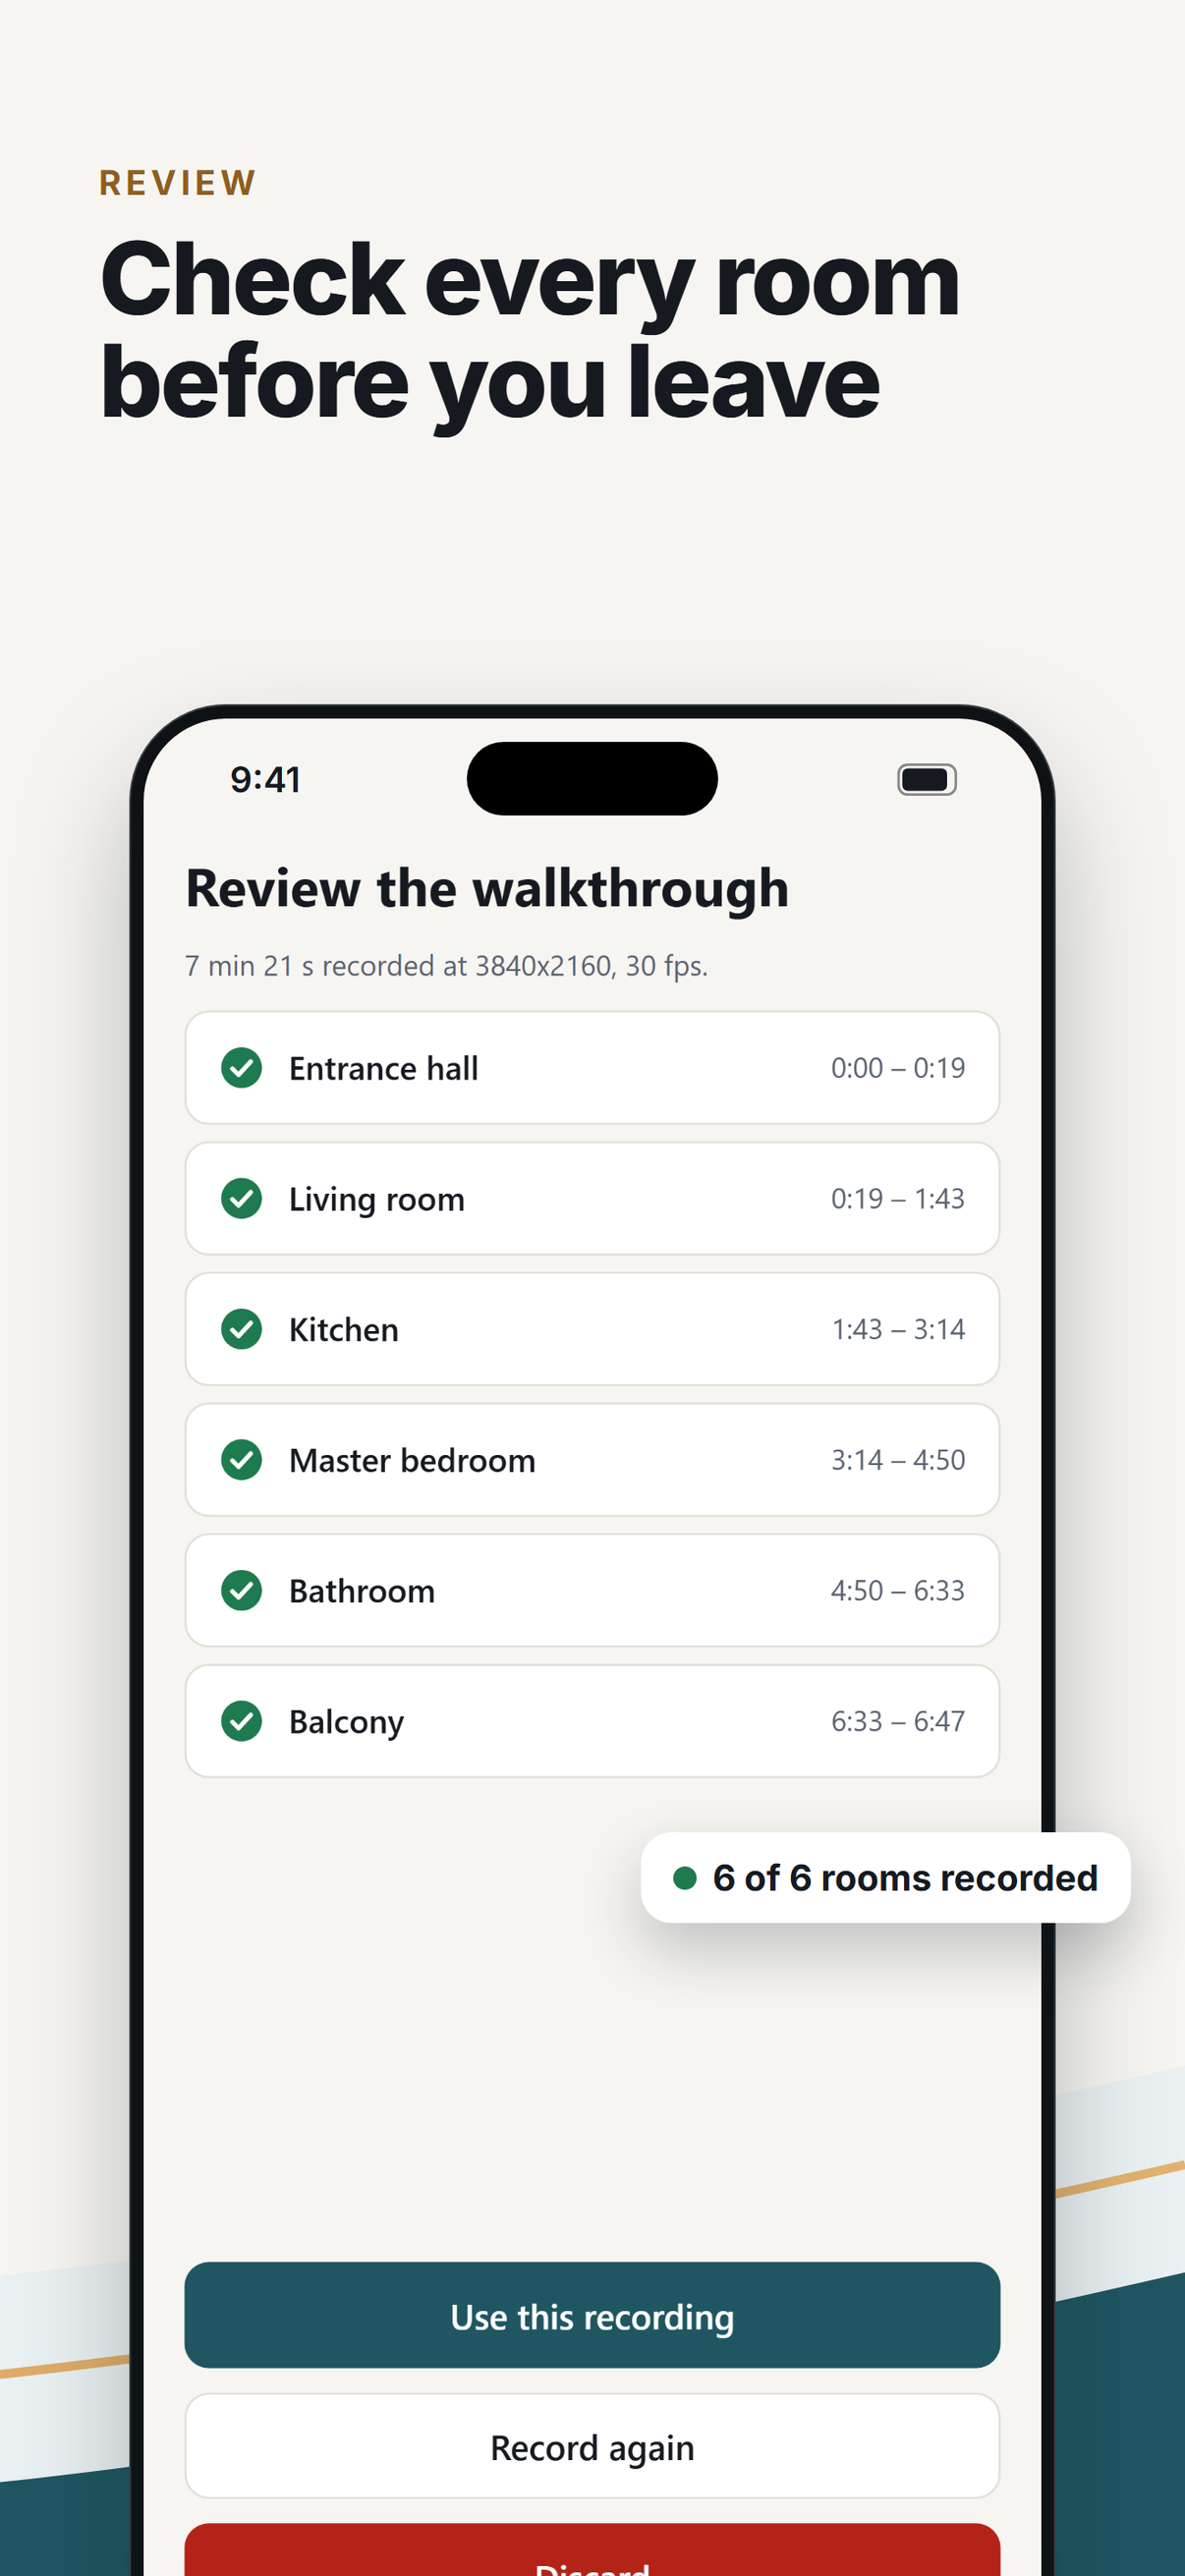 REVIEW
Check every room
before you leave
9:41
Review the walkthrough
7 min 21 s recorded at 3840x2160, 30 fps.
Entrance hall 0:00 – 0:19
Living room 0:19 – 1:43
Kitchen 1:43 – 3:14
Master bedroom 3:14 – 4:50
Bathroom 4:50 – 6:33
Balcony 6:33 – 6:47
6 of 6 rooms recorded
Use this recording
Record again
Discard